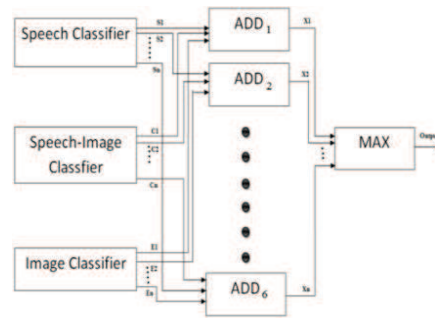 Speech Classifier
S1
S2
Sn
Speech-Image
Classfier
C1
C2
Cn
Image Classifier
E1
E2
En
ADD1
ADD2
ADD6
X1
X2
Xn
MAX
Output